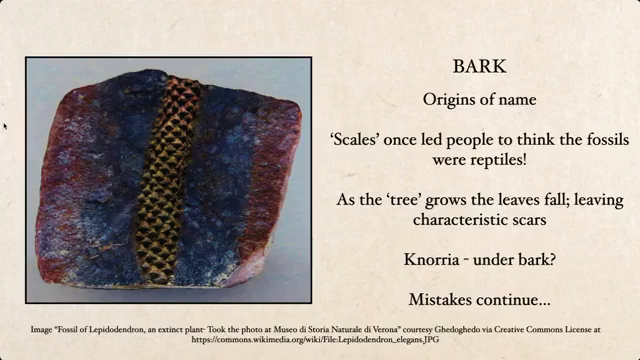 BARK
Origins of name
‘Scales’ once led people to think the fossils
were reptiles!
As the ‘tree’ grows the leaves fall; leaving
characteristic scars
Knorria - under bark?
Mistakes continue...
Image “Fossil of Lepidodendron, an extinct plant- Took the photo at Museo di Storia Naturale di Verona” courtesy Ghedoghedo via Creative Commons License at
https://commons.wikimedia.org/wiki/File:Lepidodendron_elegans.JPG